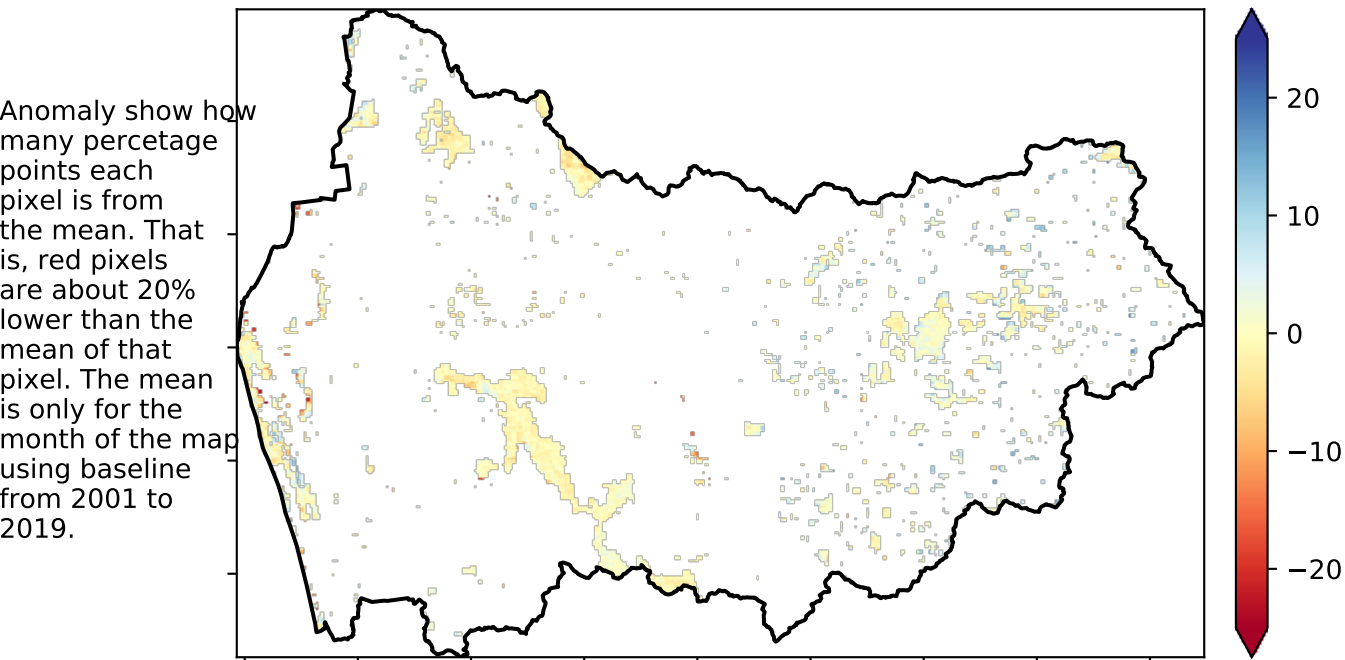 Anomaly show how
many percetage
points each
pixel is from
the mean. That
is, red pixels
are about 20%
lower than the
mean of that
pixel. The mean
is only for the
month of the map
using baseline
from 2001 to
2019.
20
10
0
−10
−20